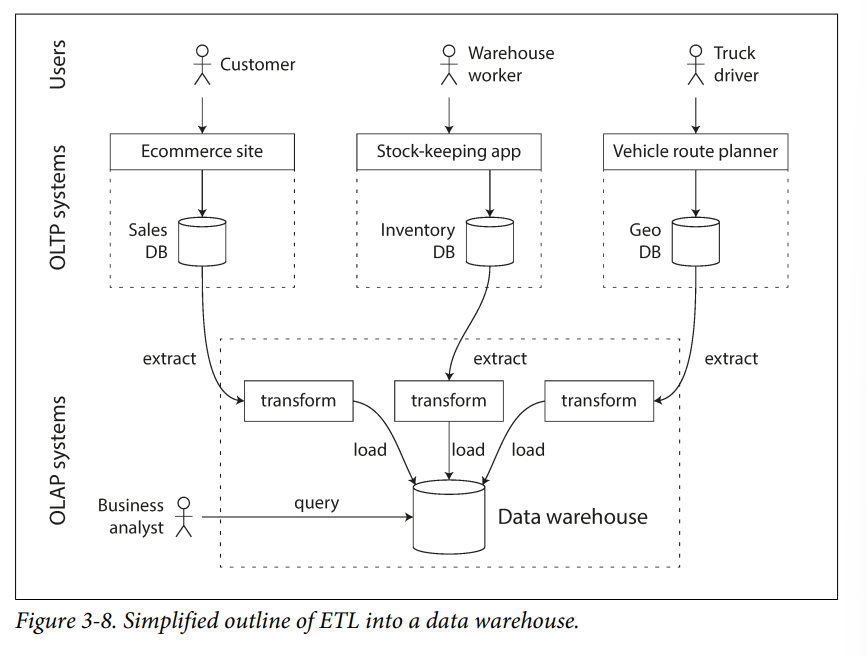 Users
Customer
Warehouse
worker
Truck
driver
OLTP systems
Ecommerce site
Stock-keeping app
Vehicle route planner
Sales
DB
Inventory
DB
Geo
DB
extract
extract
extract
OLAP systems
transform
transform
transform
load
load
load
Business
analyst
query
Data warehouse
Figure 3-8. Simplified outline of ETL into a data warehouse.